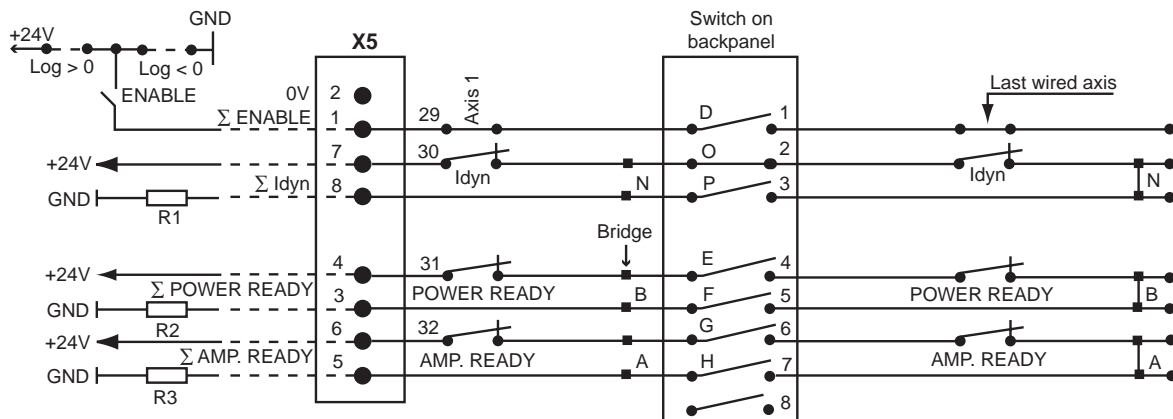 GND
+24V
Log > 0
Log < 0
ENABLE
0V
Σ ENABLE
+24V
Σ Idyn
GND
R1
+24V
Σ POWER READY
GND
R2
+24V
Σ AMP. READY
GND
R3
X5
2
1
7
8
4
3
6
5
29
Axis 1
30
Idyn
N
Bridge
31
POWER READY
B
32
AMP. READY
A
Switch on
backpanel
D 1
O 2
P 3
E 4
F 5
G 6
H 7
8
Last wired axis
Idyn
N
POWER READY
B
AMP. READY
A